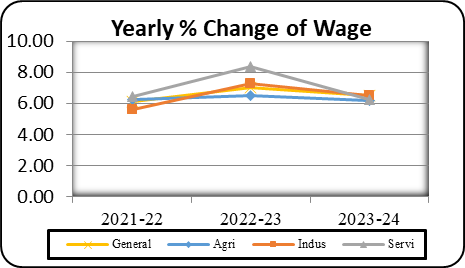 Yearly % Change of Wage
10.00
8.00
6.00
4.00
2.00
0.00
2021-22 2022-23 2023-24
General Agri Indus Servi